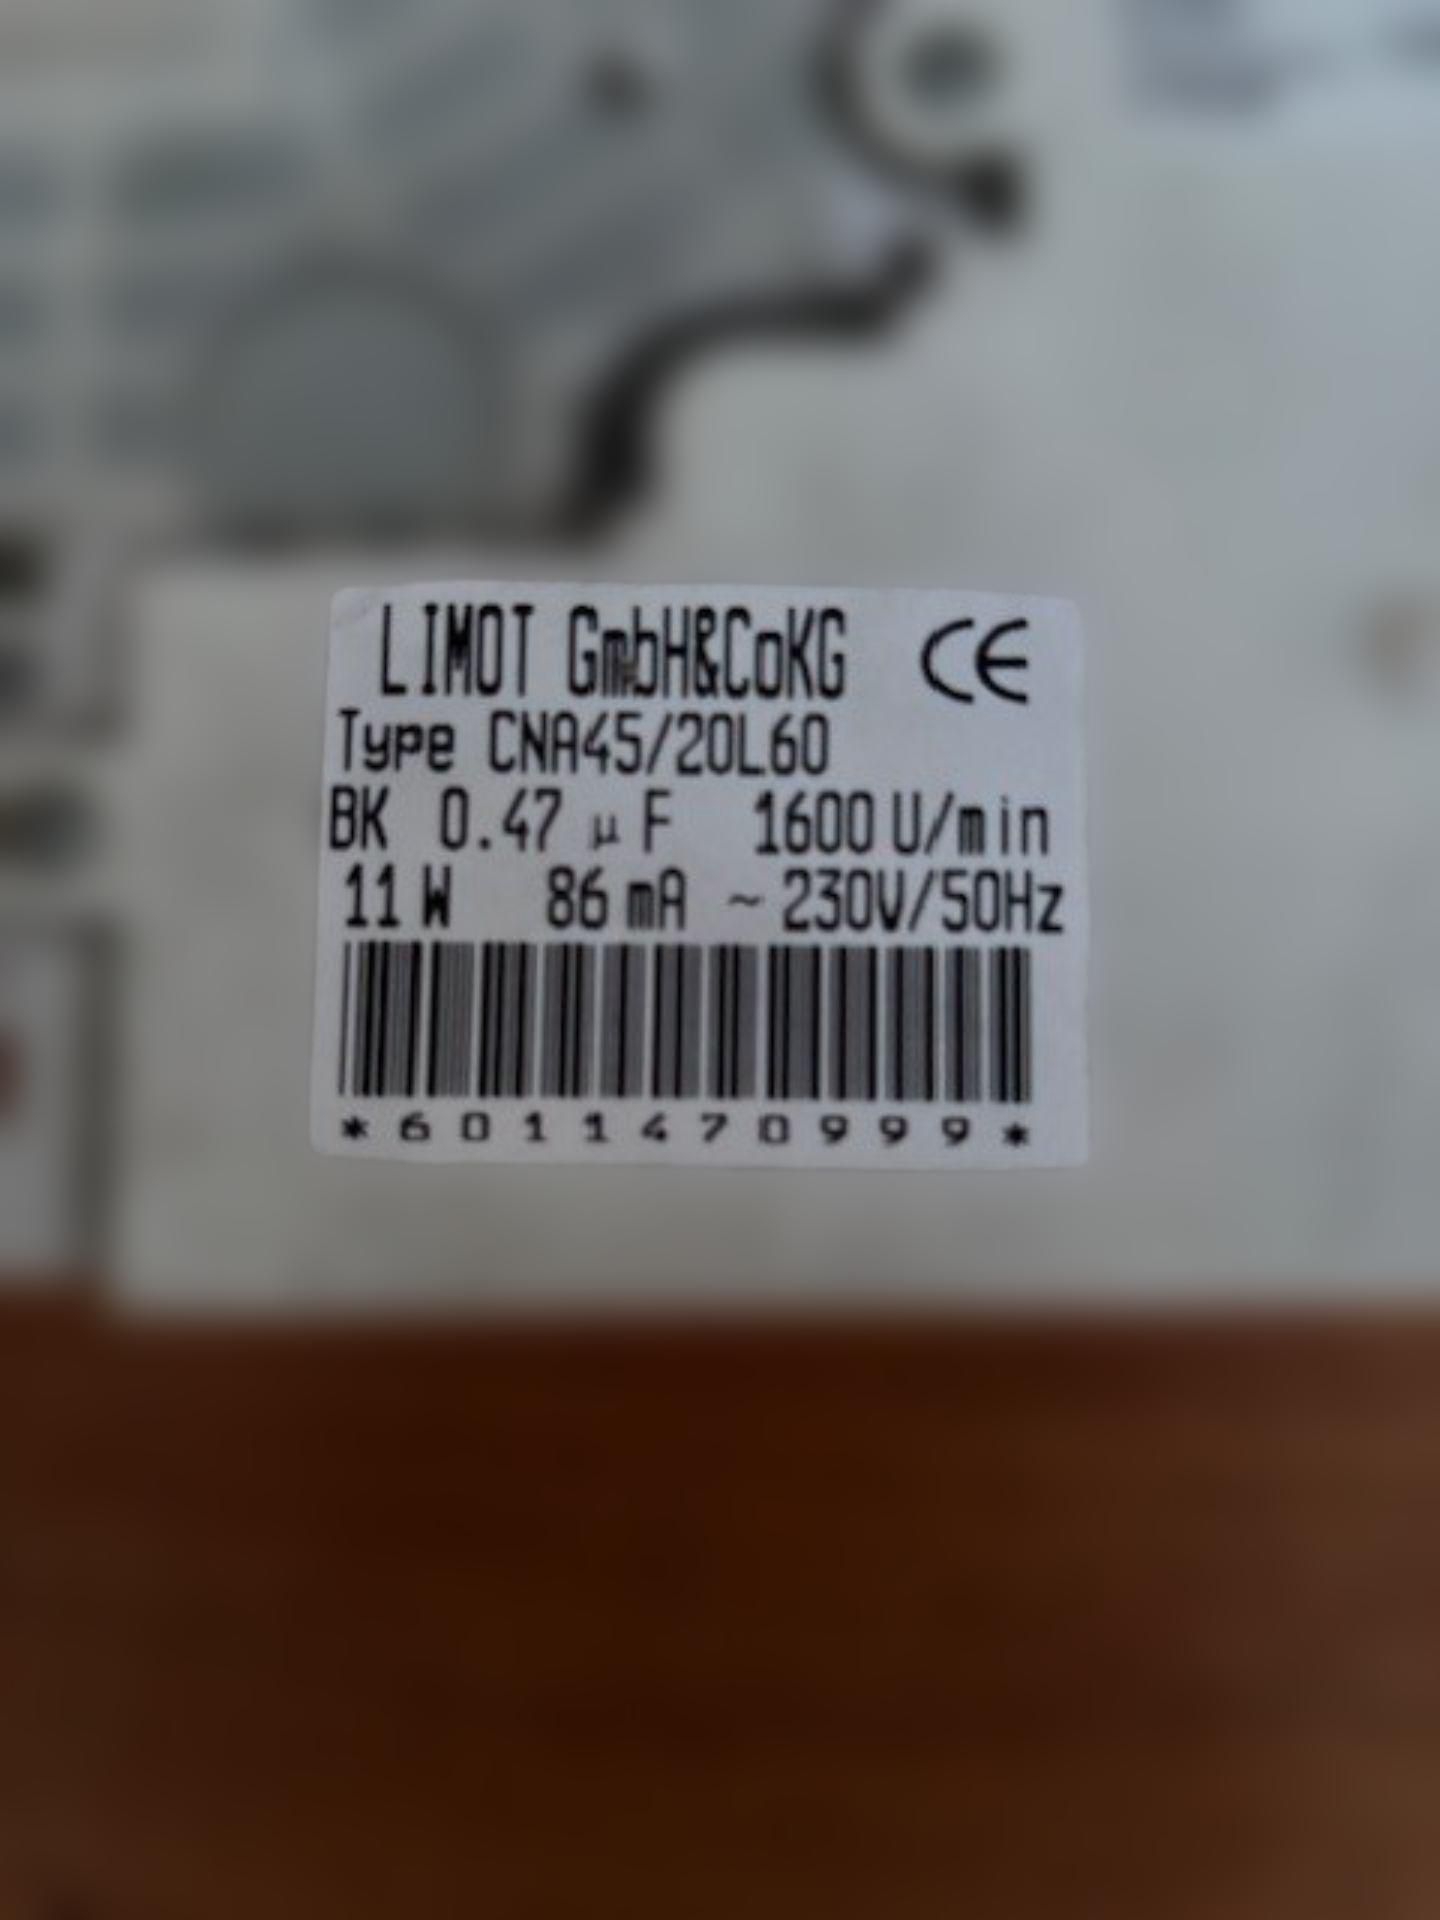 LIMOT GmbH&CoKG CE
Type CNA45/20L60
BK 0.47 µF 1600 U/min
11 W 86 mA ~ 230V/50Hz
*6011470999*